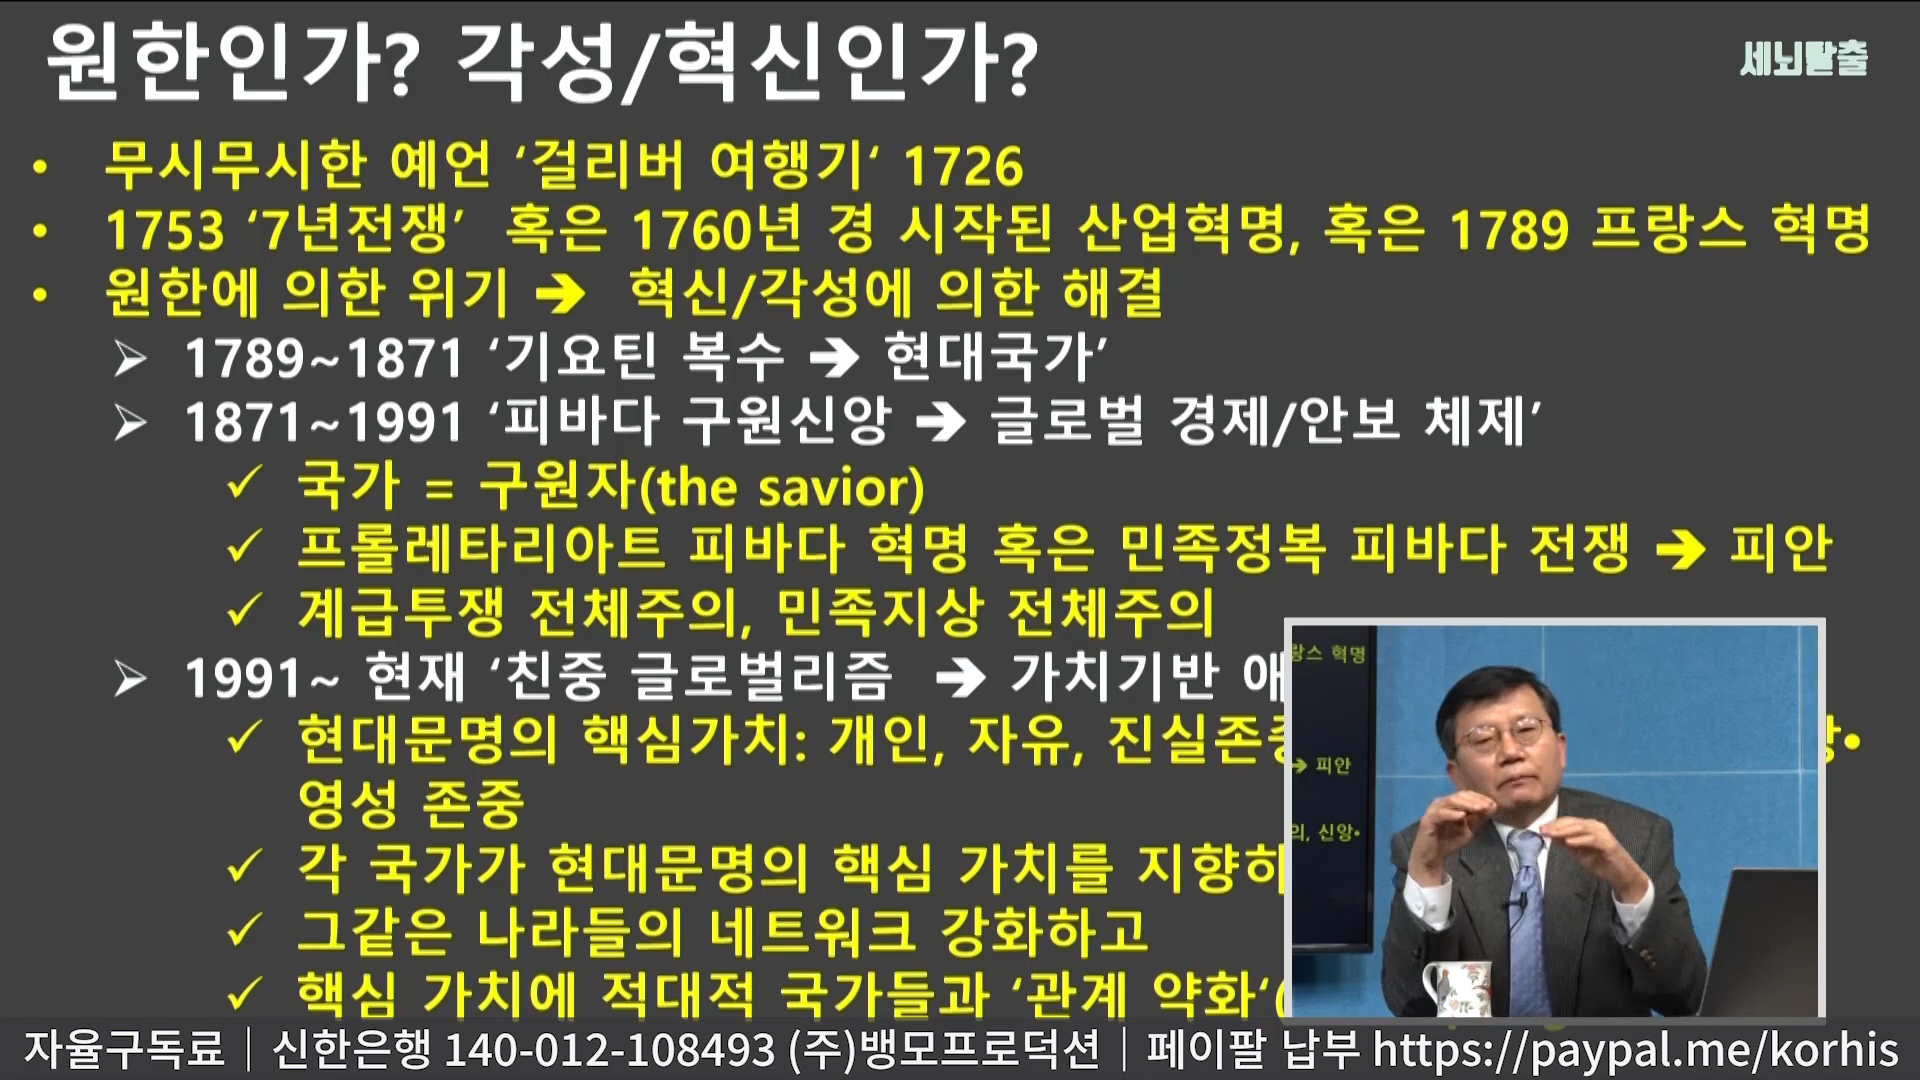 원한인가? 각성/혁신인가?
세뇌탈출
• 무시무시한 예언 ‘걸리버 여행기‘ 1726
• 1753 ‘7년전쟁’ 혹은 1760년 경 시작된 산업혁명, 혹은 1789 프랑스 혁명
• 원한에 의한 위기 ➔ 혁신/각성에 의한 해결
➢ 1789~1871 ‘기요틴 복수 ➔ 현대국가’
➢ 1871~1991 ‘피바다 구원신앙 ➔ 글로벌 경제/안보 체제’
✓ 국가 = 구원자(the savior)
✓ 프롤레타리아트 피바다 혁명 혹은 민족정복 피바다 전쟁 ➔ 피안
✓ 계급투쟁 전체주의, 민족지상 전체주의
➢ 1991~ 현재 ‘친중 글로벌리즘 ➔ 가치기반 애
✓ 현대문명의 핵심가치: 개인, 자유, 진실존중
영성 존중
✓ 각 국가가 현대문명의 핵심 가치를 지향하
✓ 그같은 나라들의 네트워크 강화하고
✓ 핵심 가치에 적대적 국가들과 ‘관계 약화‘(
랑스 혁명
➔ 피안
의, 신앙•
자율구독료│신한은행 140-012-108493 (주)뱅모프로덕션│페이팔 납부 https://paypal.me/korhis